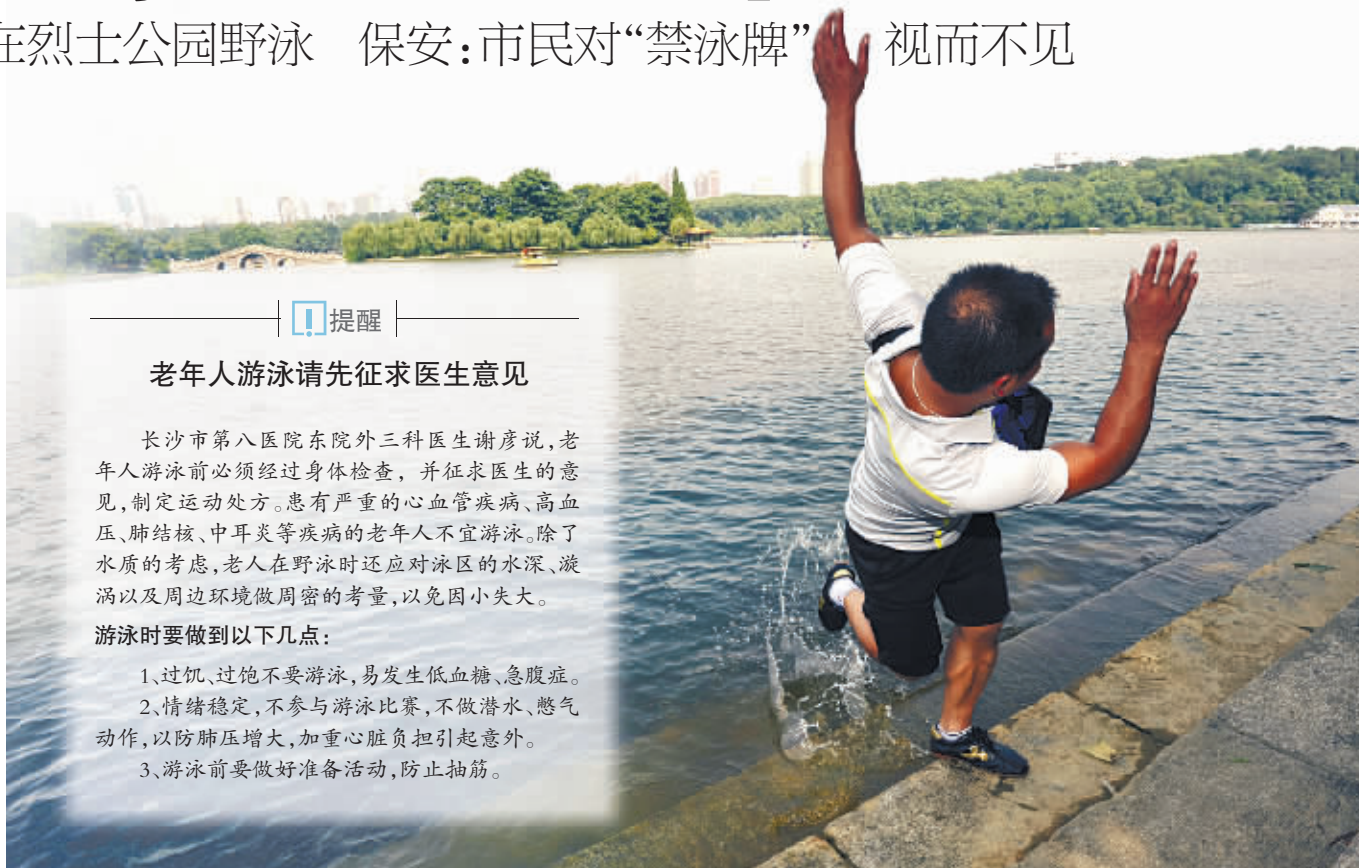 在烈士公园野泳 保安:市民对“禁泳牌” 视而不见
提醒
老年人游泳请先征求医生意见
长沙市第八医院东院外三科医生谢彦说,老
年人游泳前必须经过身体检查,并征求医生的意
见,制定运动处方。患有严重的心血管疾病、高血
压、肺结核、中耳炎等疾病的老年人不宜游泳。除了
水质的考虑,老人在野泳时还应对泳区的水深、漩
涡以及周边环境做周密的考量,以免因小失大。
游泳时要做到以下几点:
1、过饥、过饱不要游泳,易发生低血糖、急腹症。
2、情绪稳定,不参与游泳比赛,不做潜水、憋气
动作,以防肺压增大,加重心脏负担引起意外。
3、游泳前要做好准备活动,防止抽筋。